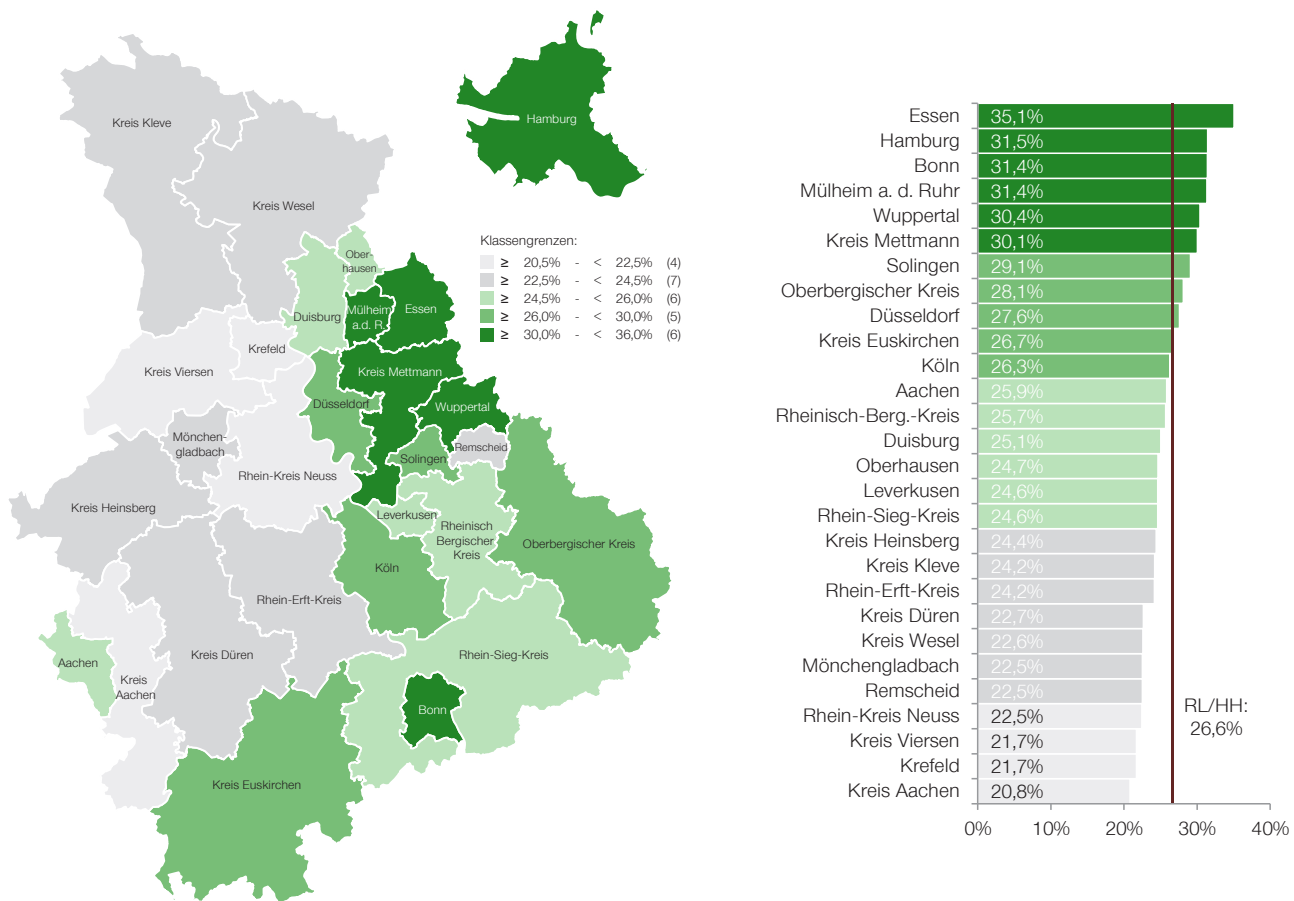 Kreis Kleve
Kreis Wesel
Hamburg
Ober-
hausen
Duisburg
Mülheim
a.d. R.
Essen
Krefeld
Kreis Viersen
Kreis Mettmann
Düsseldorf
Wuppertal
Mönchen-
gladbach
Remscheid
Solingen
Rhein-Kreis Neuss
Kreis Heinsberg
Leverkusen
Rheinisch
Bergischer
Kreis
Oberbergischer Kreis
Köln
Rhein-Erft-Kreis
Kreis Düren
Rhein-Sieg-Kreis
Aachen
Kreis
Aachen
Bonn
Kreis Euskirchen
Klassengrenzen:
≥ 20,5% - < 22,5% (4)
≥ 22,5% - < 24,5% (7)
≥ 24,5% - < 26,0% (6)
≥ 26,0% - < 30,0% (5)
≥ 30,0% - < 36,0% (6)
Essen 35,1%
Hamburg 31,5%
Bonn 31,4%
Mülheim a. d. Ruhr 31,4%
Wuppertal 30,4%
Kreis Mettmann 30,1%
Solingen 29,1%
Oberbergischer Kreis 28,1%
Düsseldorf 27,6%
Kreis Euskirchen 26,7%
Köln 26,3%
Aachen 25,9%
Rheinisch-Berg.-Kreis 25,7%
Duisburg 25,1%
Oberhausen 24,7%
Leverkusen 24,6%
Rhein-Sieg-Kreis 24,6%
Kreis Heinsberg 24,4%
Kreis Kleve 24,2%
Rhein-Erft-Kreis 24,2%
Kreis Düren 22,7%
Kreis Wesel 22,6%
Mönchengladbach 22,5%
Remscheid 22,5%
Rhein-Kreis Neuss 22,5%
Kreis Viersen 21,7%
Krefeld 21,7%
Kreis Aachen 20,8%
RL/HH:
26,6%
0% 10% 20% 30% 40%